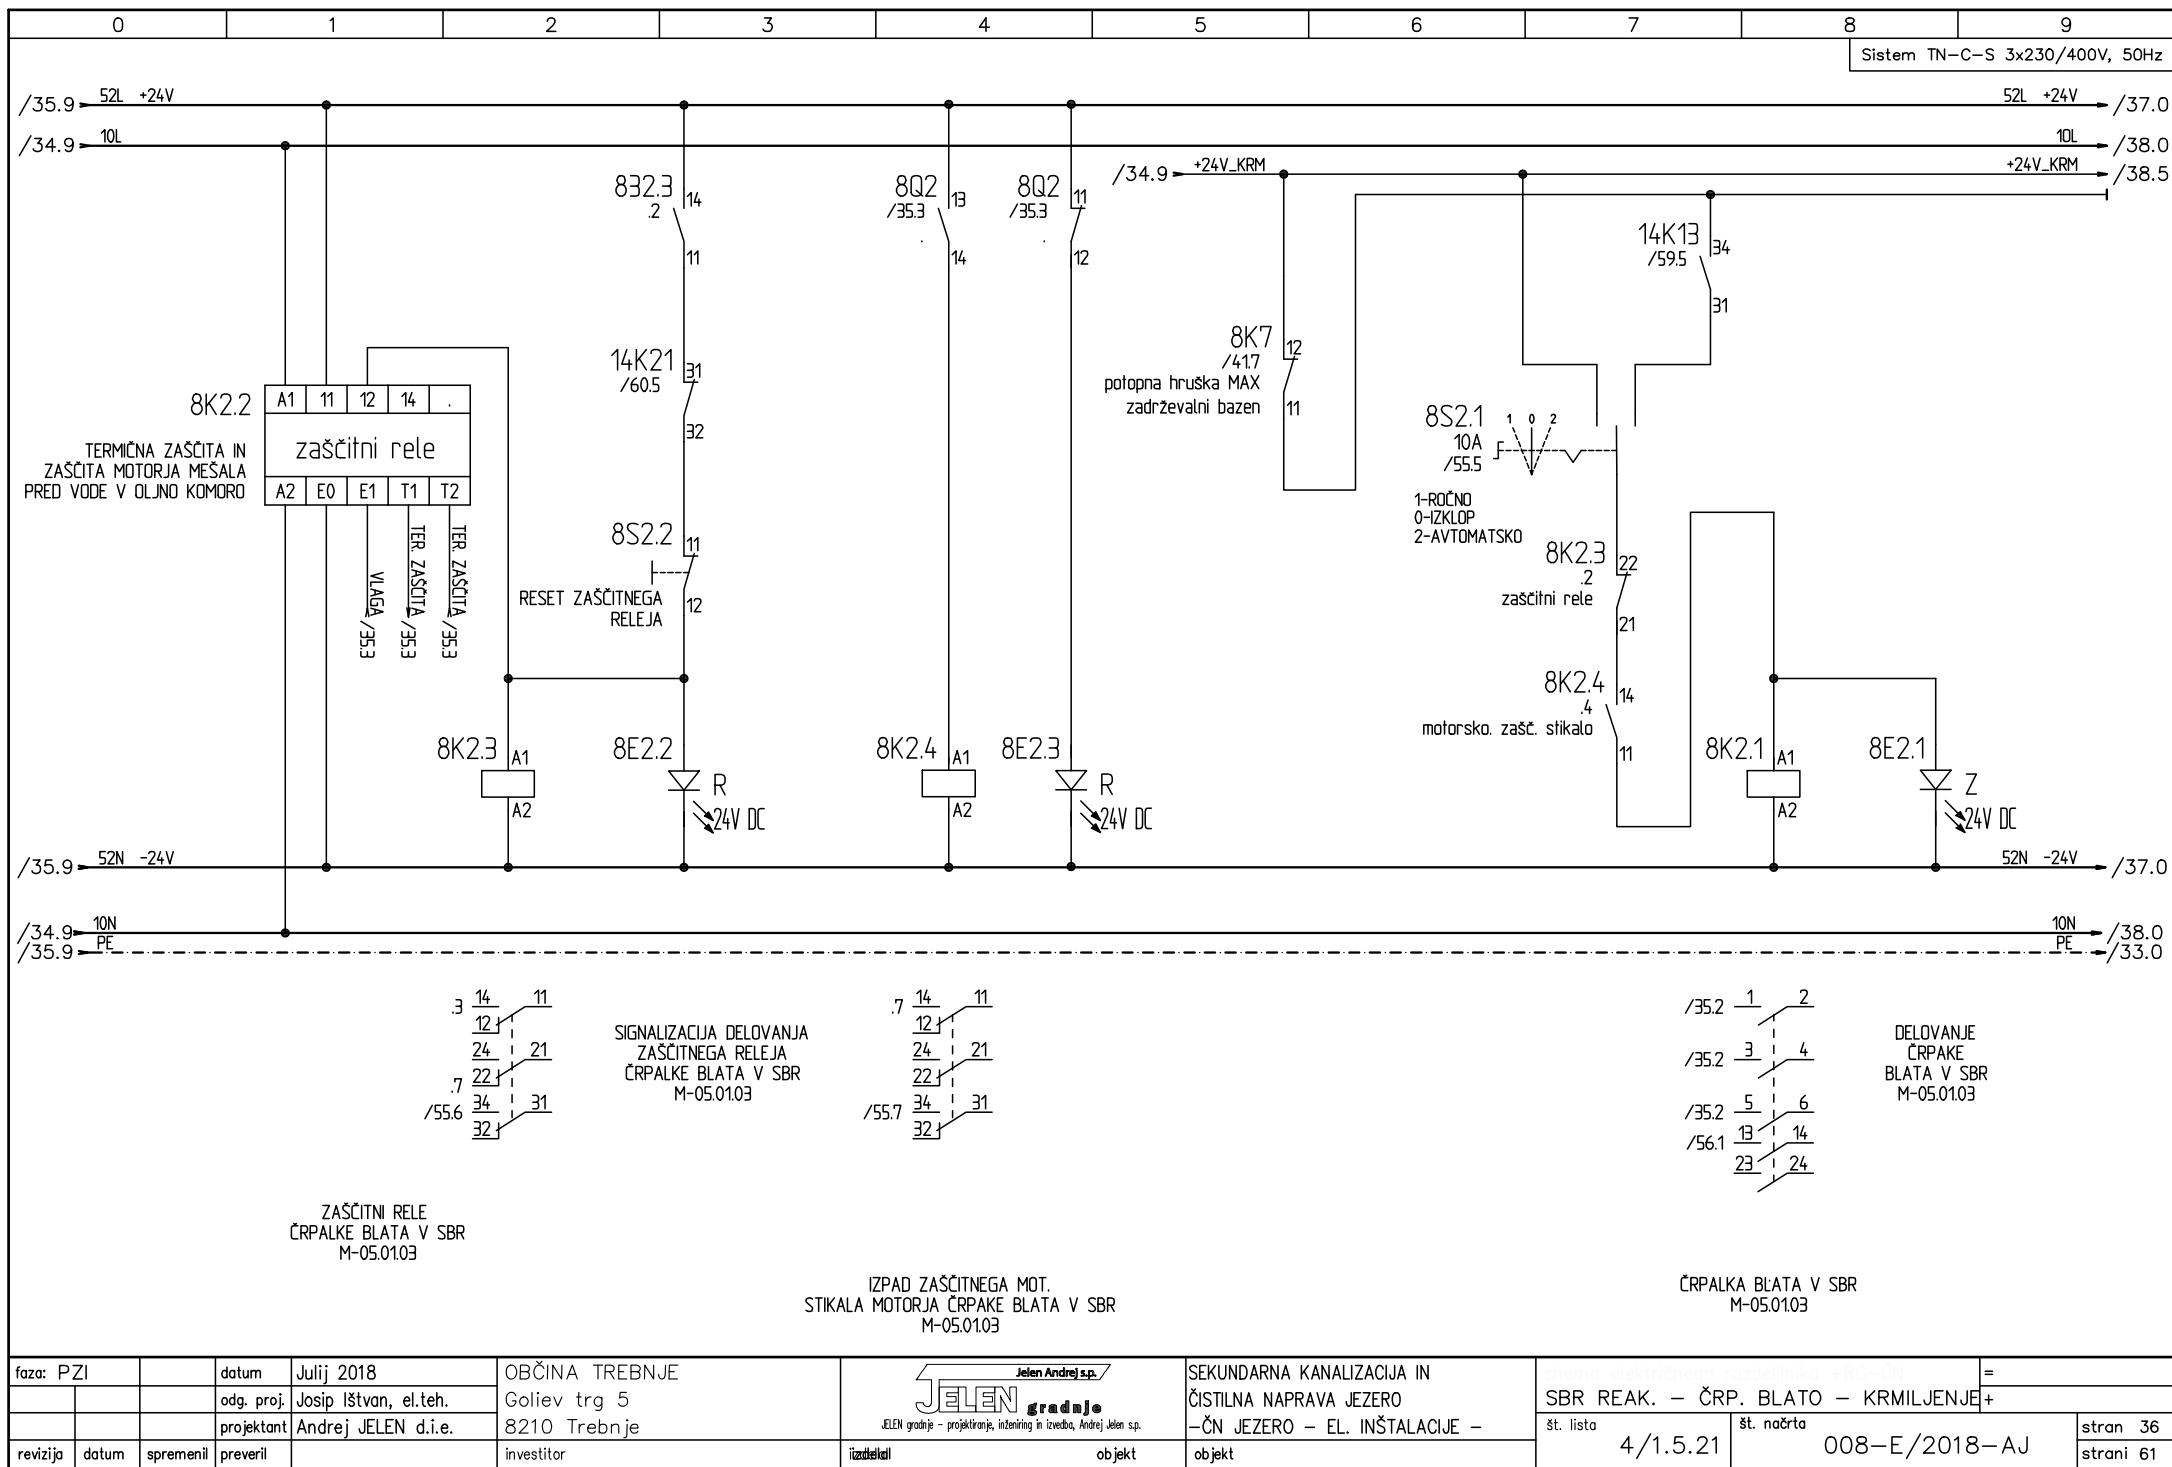 0 1 2 3 4 5 6 7 8 9
Sistem TN-C-S 3x230/400V, 50Hz
/35.9 52L +24V 52L +24V /37.0
/34.9 10L 10L /38.0
/34.9 +24V_KRM +24V_KRM /38.5
832.3
.2
14
11
8Q2
/35.3
13
.
14
8Q2
/35.3
11
.
12
14K13
/59.5
34
31
14K21
/60.5
31
32
8K7
/41.7
12
11
potopna hruška MAX
zadrževalni bazen
8K2.2
A1 11 12 14 .
zaščitni rele
A2 E0 E1 T1 T2
TERMIČNA ZAŠČITA IN
ZAŠČITA MOTORJA MEŠALA
PRED VODE V OLJNO KOMORO
VLAGA /35.3
TER. ZAŠČITA /35.3
TER. ZAŠČITA /35.3
8S2.2
11
12
RESET ZAŠČITNEGA
RELEJA
8S2.1
10A
/55.5
1 0 2
1-ROČNO
0-IZKLOP
2-AVTOMATSKO
8K2.3
.2
zaščitni rele
22
21
8K2.4
.4
motorsko. zašč. stikalo
14
11
8K2.3 A1
A2
8E2.2 R
24V DC
8K2.4 A1
A2
8E2.3 R
24V DC
8K2.1 A1
A2
8E2.1 Z
24V DC
/35.9 52N -24V 52N -24V /37.0
/34.9 10N 10N /38.0
/35.9 PE PE /33.0
.3 14 11
12
24 21
.7 22
/55.6 34 31
32
SIGNALIZACIJA DELOVANJA
ZAŠČITNEGA RELEJA
ČRPALKE BLATA V SBR
M-05.01.03
.7 14 11
12
24 21
22
/55.7 34 31
32
/35.2 1 2
/35.2 3 4
/35.2 5 6
/56.1 13 14
23 24
DELOVANJE
ČRPAKE
BLATA V SBR
M-05.01.03
ZAŠČITNI RELE
ČRPALKE BLATA V SBR
M-05.01.03
IZPAD ZAŠČITNEGA MOT.
STIKALA MOTORJA ČRPAKE BLATA V SBR
M-05.01.03
ČRPALKA BLATA V SBR
M-05.01.03
faza: PZI
datum Julij 2018
odg. proj. Josip Ištvan, el.teh.
projektant Andrej JELEN d.i.e.
revizija datum spremenil preveril
OBČINA TREBNJE
Goliev trg 5
8210 Trebnje
investitor
Jelen Andrej s.p.
JELEN gradnje
JELEN gradnje - projektiranje, inženiring in izvedba, Andrej Jelen s.p.
objekt
SEKUNDARNA KANALIZACIJA IN
ČISTILNA NAPRAVA JEZERO
-ČN JEZERO - EL. INŠTALACIJE -
objekt
=
SBR REAK. - ČRP. BLATO - KRMILJENJE +
št. lista
4/1.5.21
št. načrta
008-E/2018-AJ
stran 36
strani 61